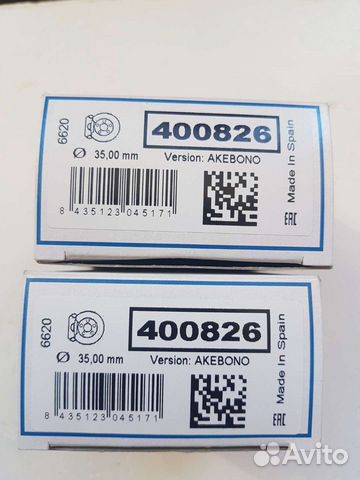 6620
400826
Ø 35,00 mm
Version: AKEBONO
8 435123 045171
Made In Spain
EAC
6620
400826
Ø 35,00 mm
Version: AKEBONO
8 435123 045171
Made In Spain
EAC
Avito